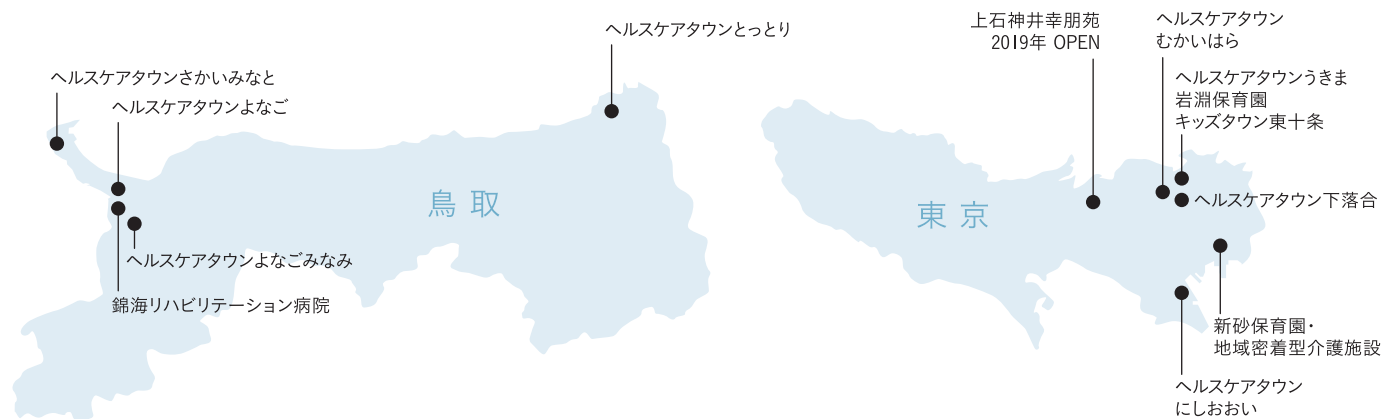 ヘルスケアタウンとっとり
ヘルスケアタウンさかいみなと
ヘルスケアタウンよなご
鳥取
ヘルスケアタウンよなごみなみ
錦海リハビリテーション病院
上石神井幸朋苑
2019年 OPEN
ヘルスケアタウン
むかいはら
ヘルスケアタウンうきま
岩淵保育園
キッズタウン東十条
ヘルスケアタウン下落合
東京
新砂保育園・
地域密着型介護施設
ヘルスケアタウン
にしおおい